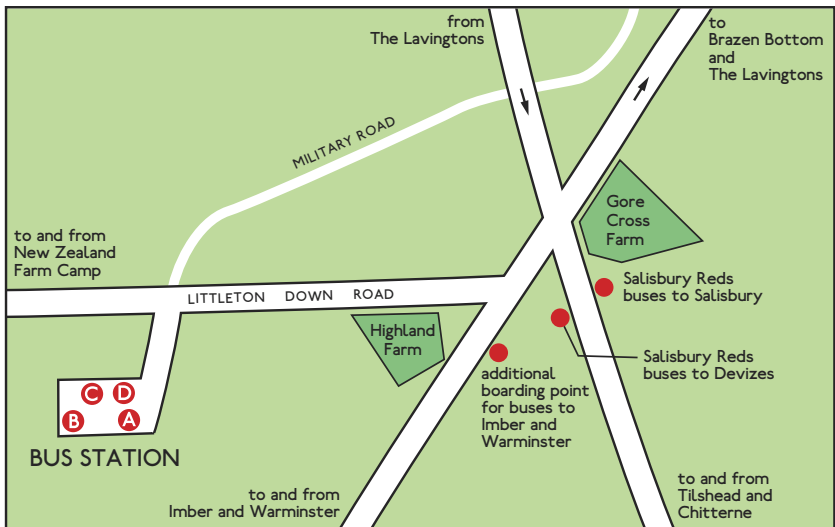 from
The Lavingtons
to
Brazen Bottom
and
The Lavingtons
MILITARY ROAD
Gore
Cross
Farm
to and from
New Zealand
Farm Camp
LITTLETON DOWN ROAD
Salisbury Reds
buses to Salisbury
Highland
Farm
Salisbury Reds
buses to Devizes
additional
boarding point
for buses to
Imber and
Warminster
C D
B A
BUS STATION
to and from
Imber and Warminster
to and from
Tilshead and
Chitterne